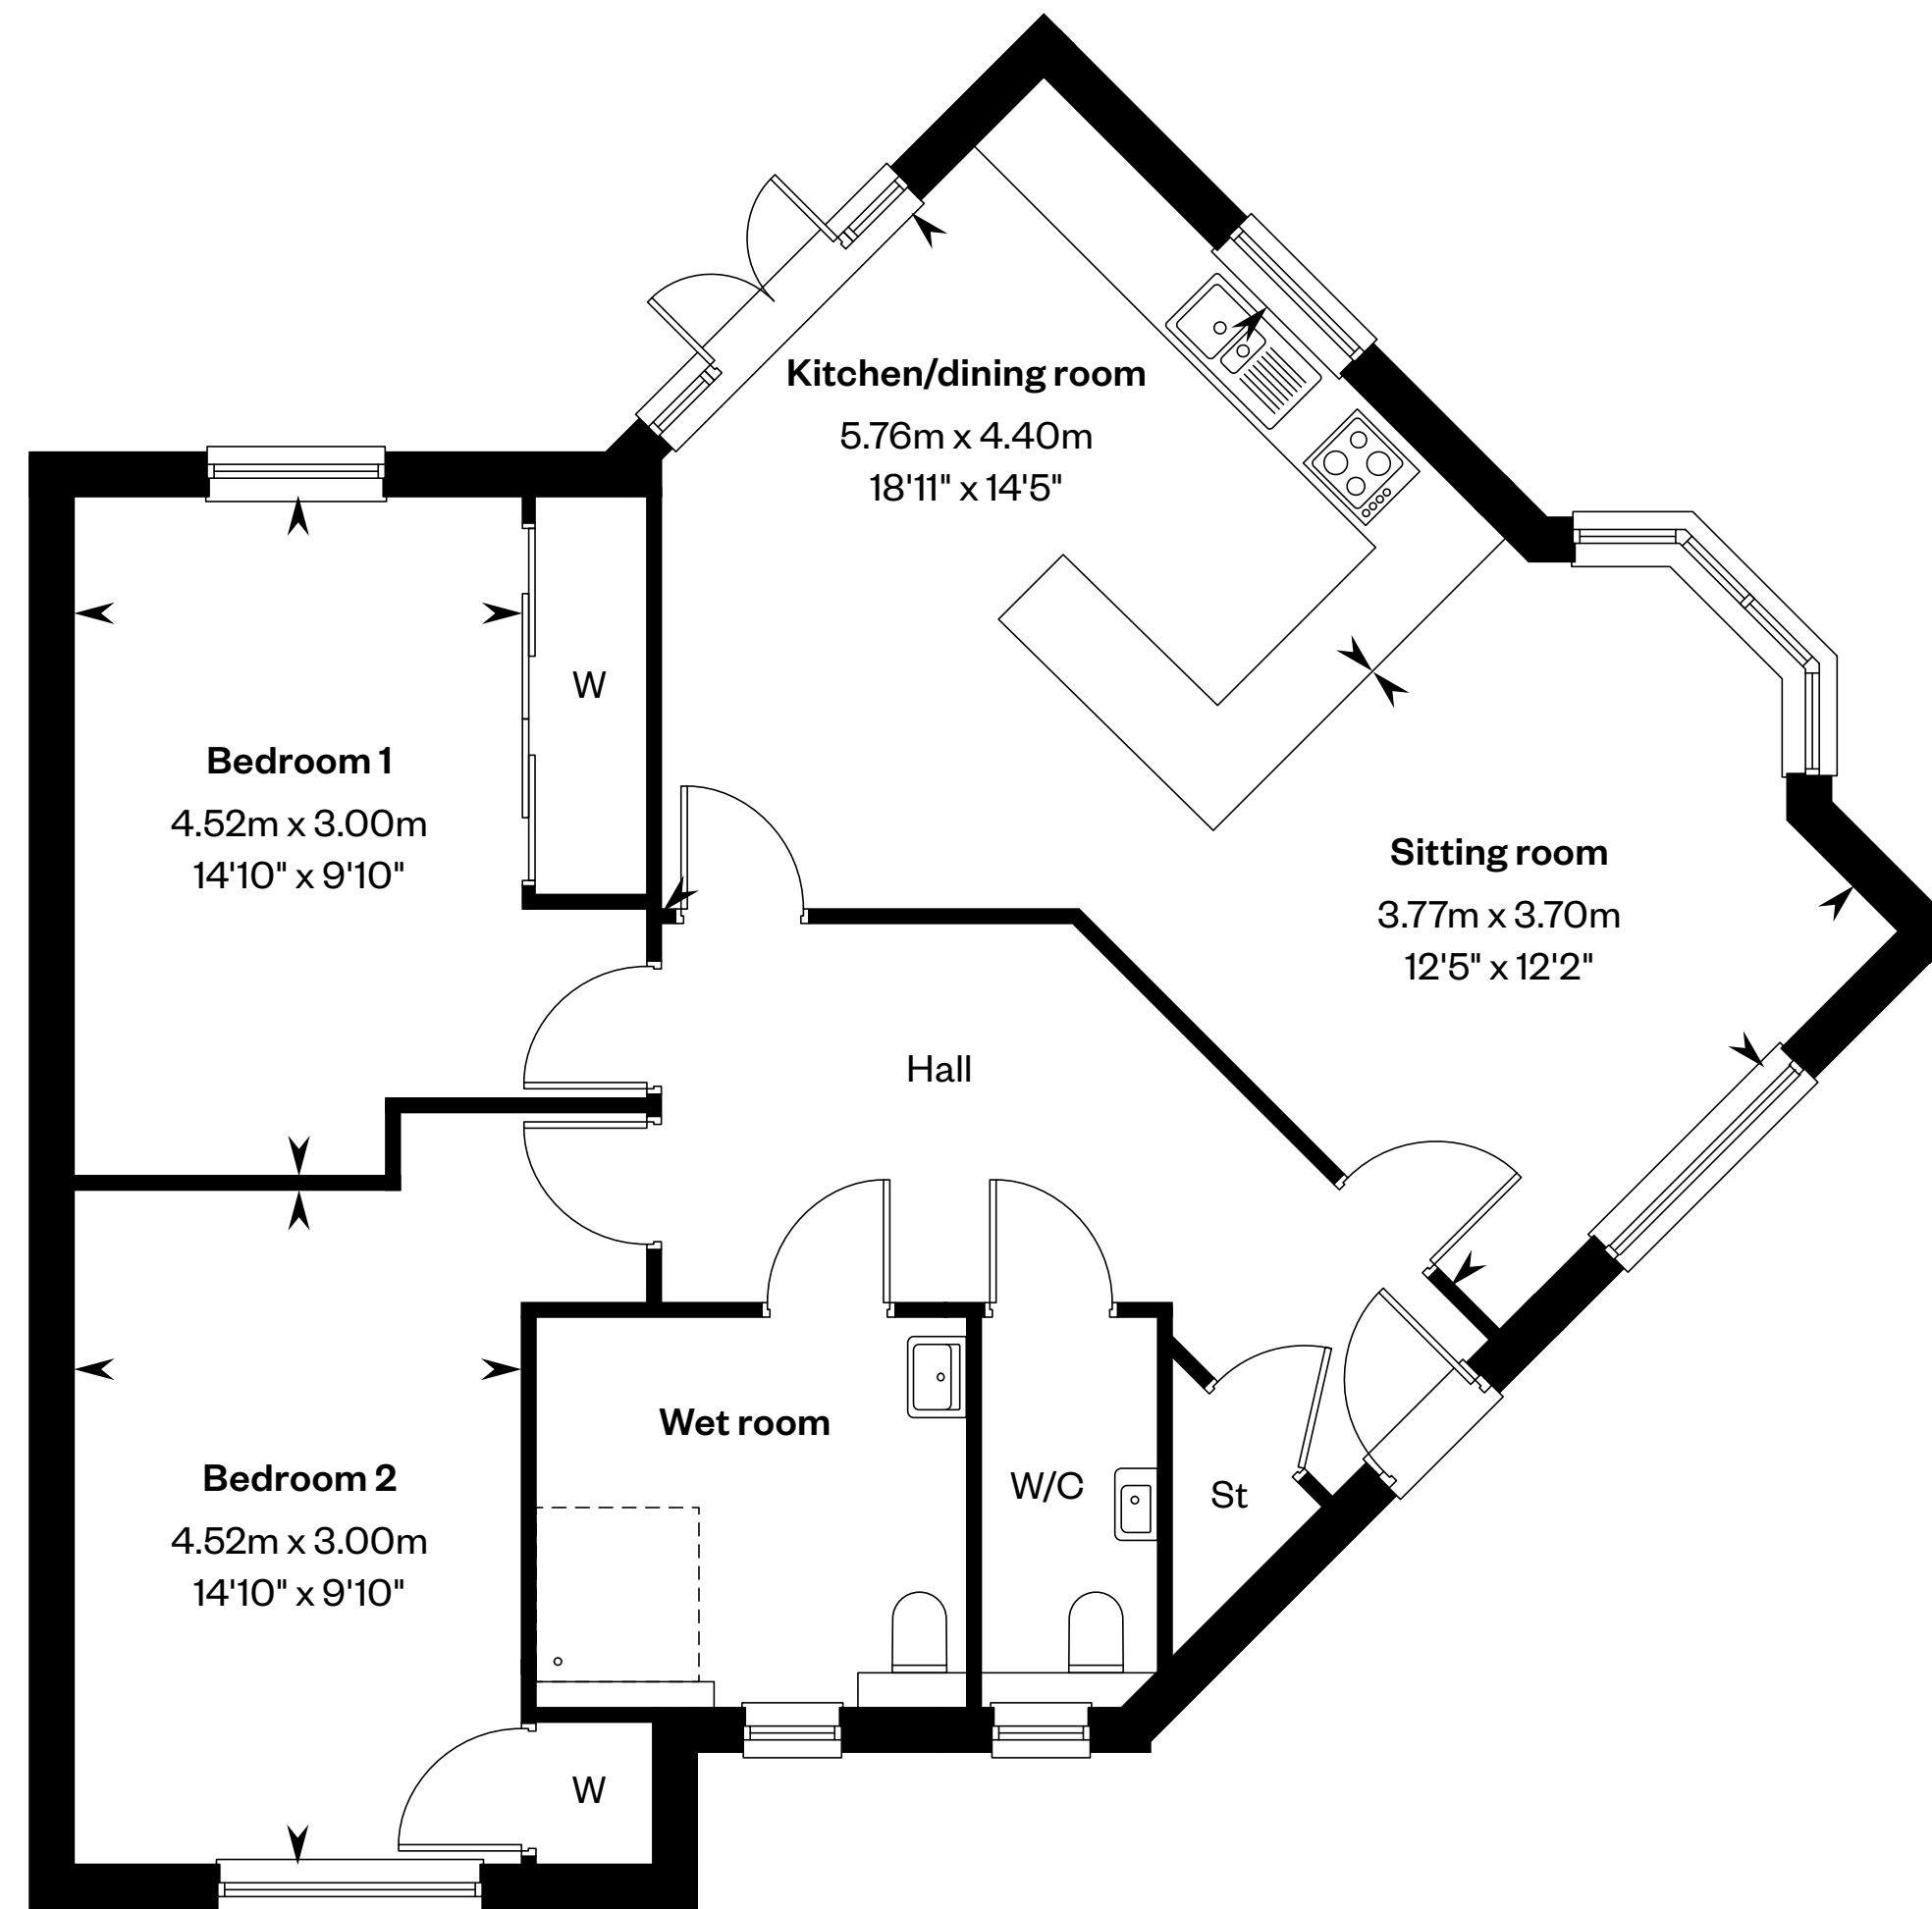 Kitchen/dining room
5.76m x 4.40m
18'11" x 14'5"
W
Bedroom 1
4.52m x 3.00m
14'10" x 9'10"
Sitting room
3.77m x 3.70m
12'5" x 12'2"
Hall
Wet room
Bedroom 2
4.52m x 3.00m
14'10" x 9'10"
W/C
St
W